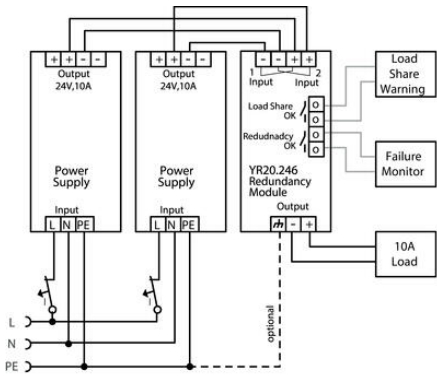 + + - -
Output
24V,10A
Power
Supply
Input
L N PE
+ + - -
Output
24V,10A
Power
Supply
Input
L N PE
- - + +
1 2
Input Input
Load Share
OK
Redudnadcy
OK
YR20.246
Redundancy
Module
Output
- +
Load
Share
Warning
Failure
Monitor
10A
Load
I
I
optional
L
N
PE